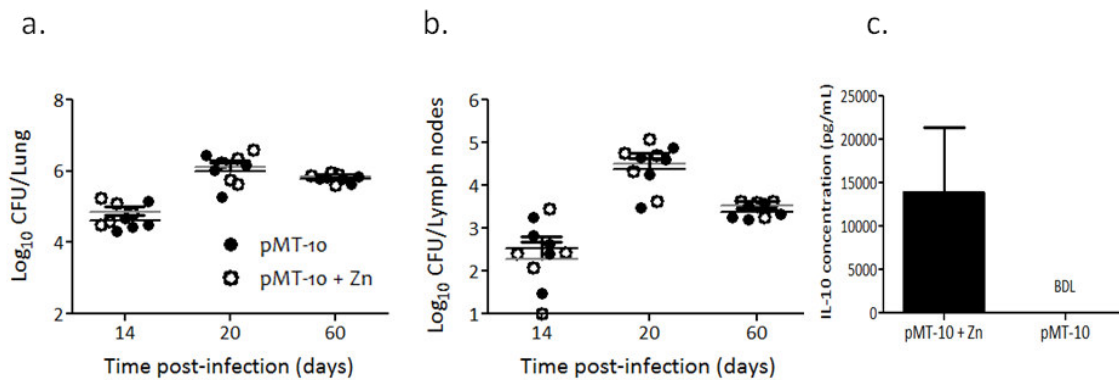 a.
Log10 CFU/Lung
8
6
4
2
pMT-10
pMT-10 + Zn
14 20 60
Time post-infection (days)
b.
Log10 CFU/Lymph nodes
6
5
4
3
2
1
14 20 60
Time post-infection (days)
c.
IL-10 concentration (pg/mL)
25000
20000
15000
10000
5000
0
BDL
pMT-10 + Zn pMT-10